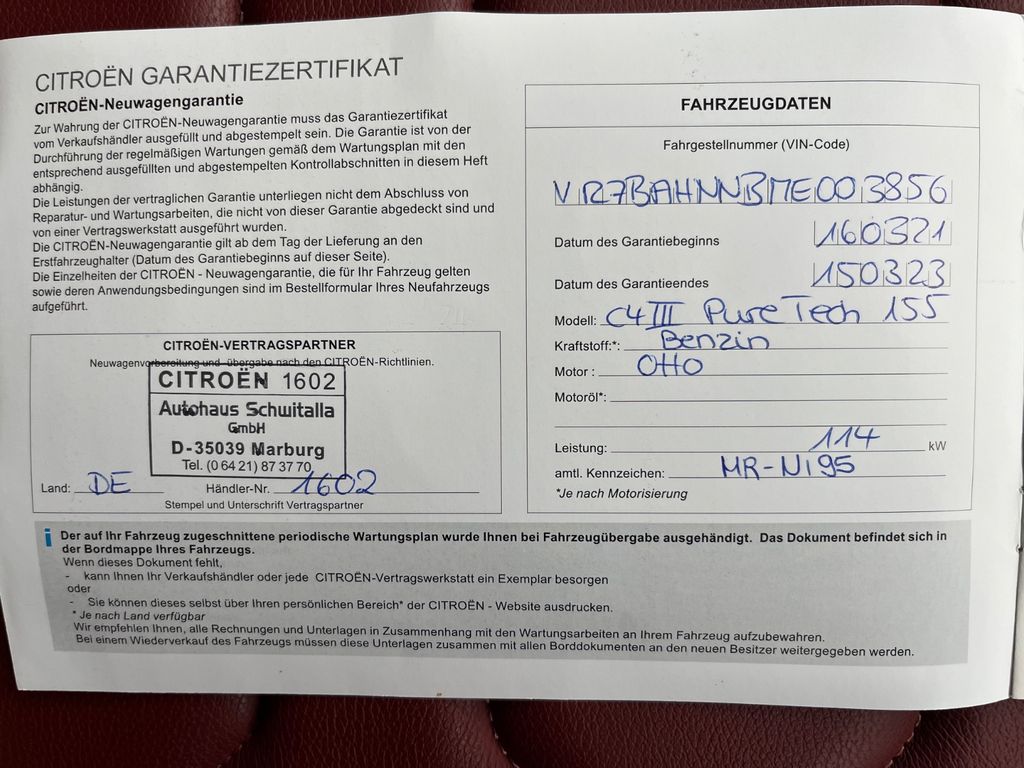 CITROËN GARANTIEZERTIFIKAT
CITROËN-Neuwagengarantie
Zur Wahrung der CITROËN-Neuwagengarantie muss das Garantiezertifikat
vom Verkaufshändler ausgefüllt und abgestempelt sein. Die Garantie ist von der
Durchführung der regelmäßigen Wartungen gemäß dem Wartungsplan mit den
entsprechend ausgefüllten und abgestempelten Kontrollabschnitten in diesem Heft
abhängig.
Die Leistungen der vertraglichen Garantie unterliegen nicht dem Abschluss von
Reparatur- und Wartungsarbeiten, die nicht von dieser Garantie abgedeckt sind und
von einer Vertragswerkstatt ausgeführt wurden.
Die CITROËN-Neuwagengarantie gilt ab dem Tag der Lieferung an den
Erstfahrzeughalter (Datum des Garantiebeginns auf dieser Seite).
Die Einzelheiten der CITROËN - Neuwagengarantie, die für Ihr Fahrzeug gelten
sowie deren Anwendungsbedingungen sind im Bestellformular Ihres Neufahrzeugs
aufgeführt.
CITROËN-VERTRAGSPARTNER
Neuwagenvorbereitung und -übergabe nach den CITROËN-Richtlinien.
CITROËN 1602
Autohaus Schwitalla
GmbH
D-35039 Marburg
Tel. (0 64 21) 87 37 70
Land: DE Händler-Nr. 1602
Stempel und Unterschrift Vertragspartner
FAHRZEUGDATEN
Fahrgestellnummer (VIN-Code)
VR7BAHNNBME003856
Datum des Garantiebeginns 160321
Datum des Garantieendes 150323
Modell: C4 III PureTech 155
Kraftstoff:*: Benzin
Motor : Otto
Motoröl*:
Leistung: 114 kW
amtl. Kennzeichen: MR-NI95
*Je nach Motorisierung
i Der auf Ihr Fahrzeug zugeschnittene periodische Wartungsplan wurde Ihnen bei Fahrzeugübergabe ausgehändigt. Das Dokument befindet sich in
der Bordmappe Ihres Fahrzeugs.
Wenn dieses Dokument fehlt,
- kann Ihnen Ihr Verkaufshändler oder jede CITROËN-Vertragswerkstatt ein Exemplar besorgen
oder
- Sie können dieses selbst über Ihren persönlichen Bereich* der CITROËN - Website ausdrucken.
* Je nach Land verfügbar
Wir empfehlen Ihnen, alle Rechnungen und Unterlagen in Zusammenhang mit den Wartungsarbeiten an Ihrem Fahrzeug aufzubewahren.
Bei einem Wiederverkauf des Fahrzeugs müssen diese Unterlagen zusammen mit allen Borddokumenten an den neuen Besitzer weitergegeben werden.